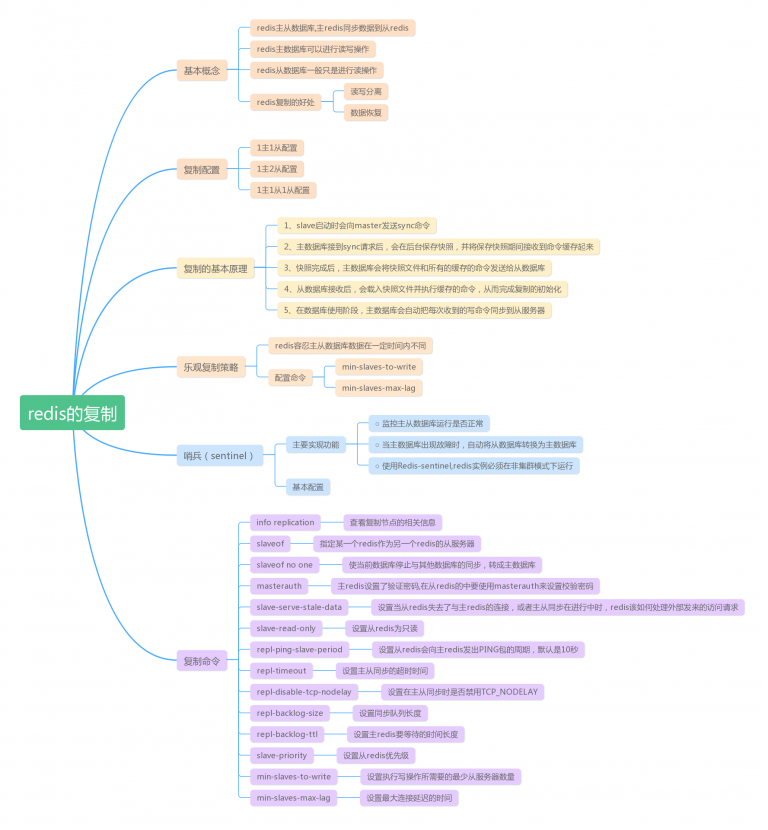 redis的复制
基本概念
redis主从数据库,主redis同步数据到从redis
redis主数据库可以进行读写操作
redis从数据库一般只是进行读操作
redis复制的好处
读写分离
数据恢复
复制配置
1主1从配置
1主2从配置
1主1从1从配置
复制的基本原理
1、slave启动时会向master发送sync命令
2、主数据库接到sync请求后，会在后台保存快照，并将保存快照期间接收到命令缓存起来
3、快照完成后，主数据库会将快照文件和所有的缓存的命令发送给从数据库
4、从数据库接收后，会载入快照文件并执行缓存的命令，从而完成复制的初始化
5、在数据库使用阶段，主数据库会自动把每次收到的写命令同步到从服务器
乐观复制策略
redis容忍主从数据库数据在一定时间内不同
配置命令
min-slaves-to-write
min-slaves-max-lag
哨兵（sentinel）
主要实现功能
○ 监控主从数据库运行是否正常
○ 当主数据库出现故障时，自动将从数据库转换为主数据库
○ 使用Redis-sentinel,redis实例必须在非集群模式下运行
基本配置
复制命令
info replication
查看复制节点的相关信息
slaveof
指定某一个redis作为另一个redis的从服务器
slaveof no one
使当前数据库停止与其他数据库的同步，转成主数据库
masterauth
主redis设置了验证密码,在从redis的中要使用masterauth来设置校验密码
slave-serve-stale-data
设置当从redis失去了与主redis的连接，或者主从同步在进行中时，redis该如何处理外部发来的访问请求
slave-read-only
设置从redis为只读
repl-ping-slave-period
设置从redis会向主redis发出PING包的周期，默认是10秒
repl-timeout
设置主从同步的超时时间
repl-disable-tcp-nodelay
设置在主从同步时是否禁用TCP_NODELAY
repl-backlog-size
设置同步队列长度
repl-backlog-ttl
设置主redis要等待的时间长度
slave-priority
设置从redis优先级
min-slaves-to-write
设置执行写操作所需要的最少从服务器数量
min-slaves-max-lag
设置最大连接延迟的时间